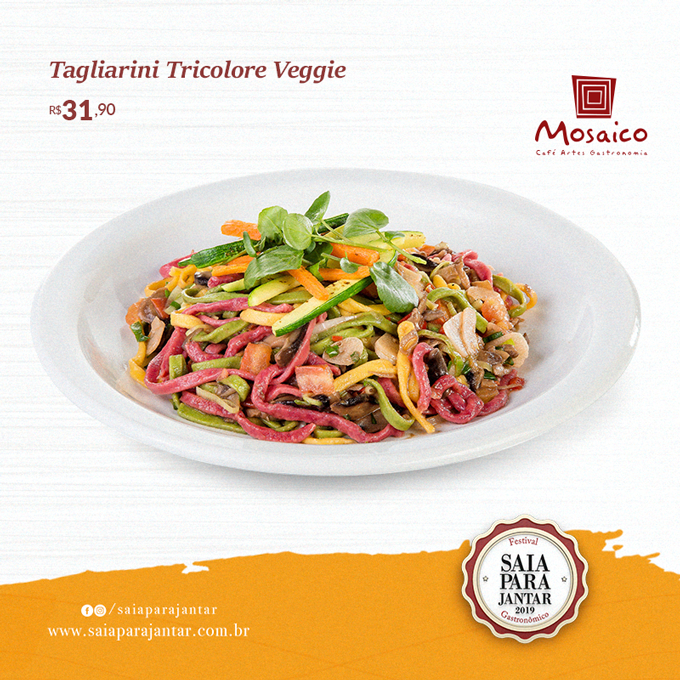 Tagliarini Tricolore Veggie
R$31,90
Mosaico
Café Artes Gastronomia
Festival
SAIA
PARA
JANTAR
2019
Gastronômico
/saiaparajantar
www.saiaparajantar.com.br